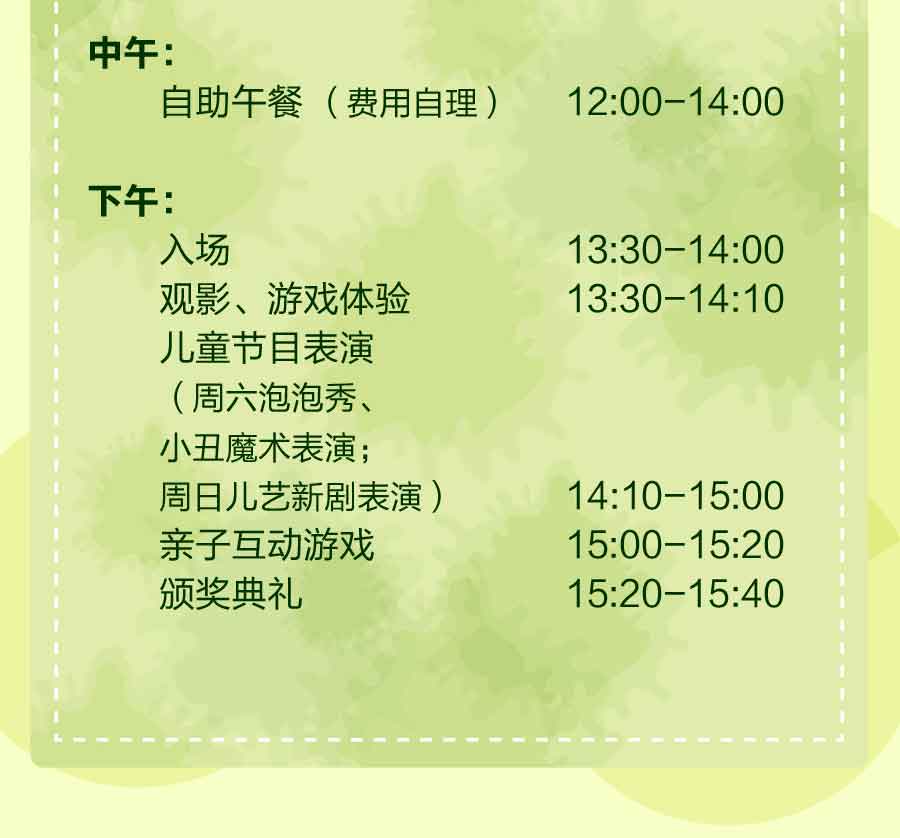 中午：
自助午餐（费用自理） 12:00-14:00
下午：
入场 13:30-14:00
观影、游戏体验 13:30-14:10
儿童节目表演
（周六泡泡秀、
小丑魔术表演；
周日儿艺新剧表演） 14:10-15:00
亲子互动游戏 15:00-15:20
颁奖典礼 15:20-15:40